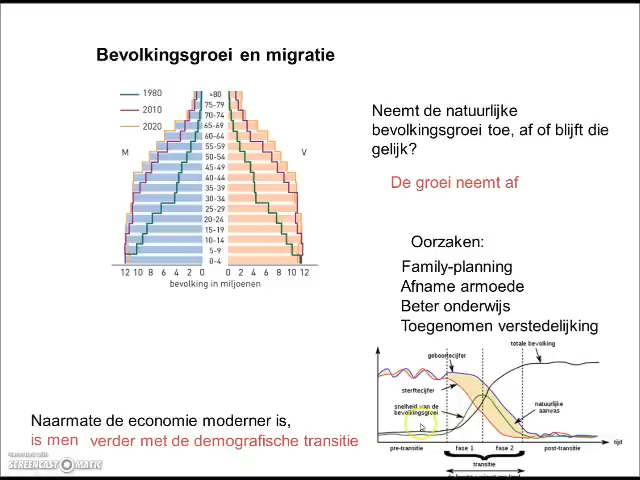 Bevolkingsgroei en migratie
1980
2010
2020
M
V
>80
75-79
70-74
65-69
60-64
55-59
50-54
45-49
40-44
35-39
30-34
25-29
20-24
15-19
10-14
5-9
0-4
12 10 8 6 4 2 0 0 2 4 6 8 10 12
bevolking in miljoenen
Neemt de natuurlijke
bevolkingsgroei toe, af of blijft die
gelijk?
De groei neemt af
Oorzaken:
Family-planning
Afname armoede
Beter onderwijs
Toegenomen verstedelijking
totale bevolking
geboortecijfer
sterftecijfer
snelheid van de
bevolkingsgroei
natuurlijke
aanwas
tijd
pre-transitie
fase 1
fase 2
post-transitie
transitie
Naarmate de economie moderner is,
is men verder met de demografische transitie
SCREENCAST-O-MATIC